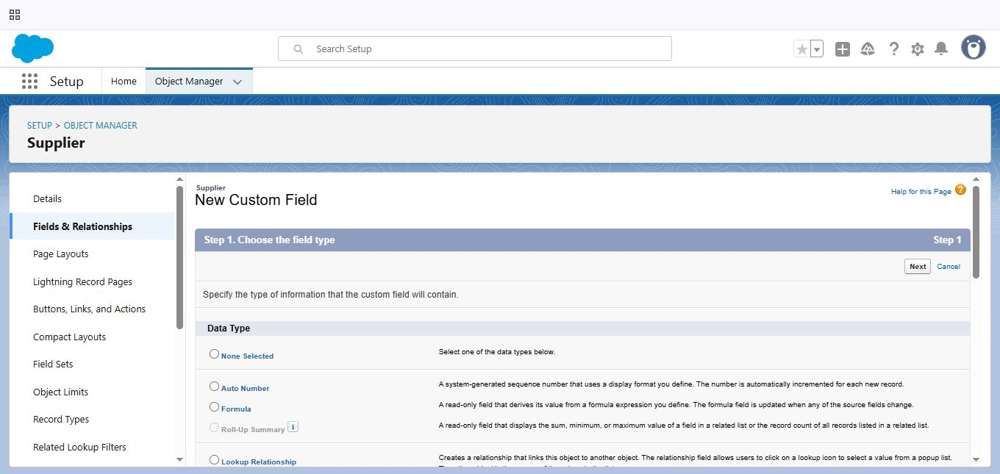 Search Setup
Setup
Home
Object Manager
SETUP > OBJECT MANAGER
Supplier
Details
Fields & Relationships
Page Layouts
Lightning Record Pages
Buttons, Links, and Actions
Compact Layouts
Field Sets
Object Limits
Record Types
Related Lookup Filters
Supplier
New Custom Field
Help for this Page ?
Step 1. Choose the field type
Step 1
Next Cancel
Specify the type of information that the custom field will contain.
Data Type
None Selected
Select one of the data types below.
Auto Number
A system-generated sequence number that uses a display format you define. The number is automatically incremented for each new record.
Formula
A read-only field that derives its value from a formula expression you define. The formula field is updated when any of the source fields change.
Roll-Up Summary i
A read-only field that displays the sum, minimum, or maximum value of a field in a related list or the record count of all records listed in a related list.
Lookup Relationship
Creates a relationship that links this object to another object. The relationship field allows users to click on a lookup icon to select a value from a popup list.